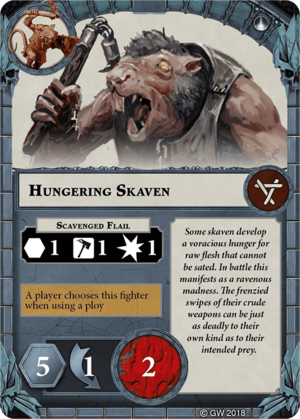 HUNGERING SKAVEN
SCAVENGED FLAIL
1 1 1
Some skaven develop
a voracious hunger for
raw flesh that cannot
be sated. In battle this
manifests as a ravenous
madness. The frenzied
swipes of their crude
weapons can be just
as deadly to their
own kind as to their
intended prey.
A player chooses this fighter
when using a ploy
5 1 2
© GW 2018